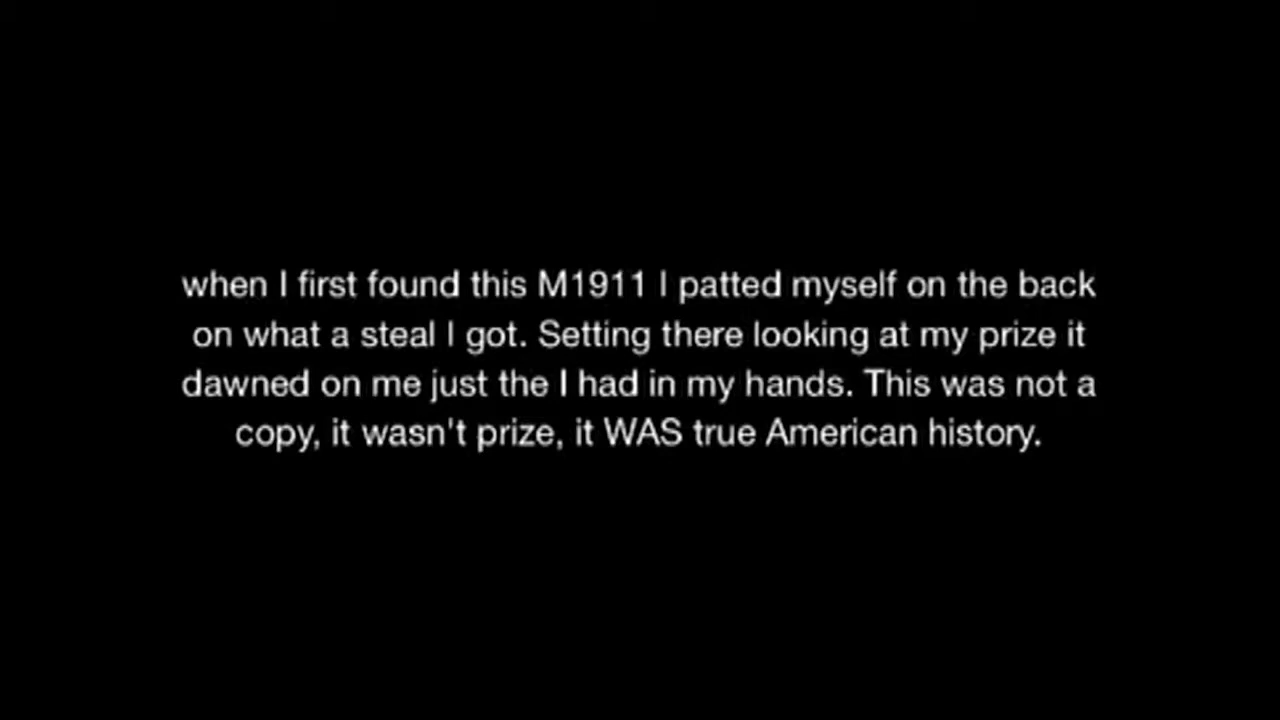 when I first found this M1911 I patted myself on the back
on what a steal I got. Setting there looking at my prize it
dawned on me just the I had in my hands. This was not a
copy, it wasn't prize, it WAS true American history.